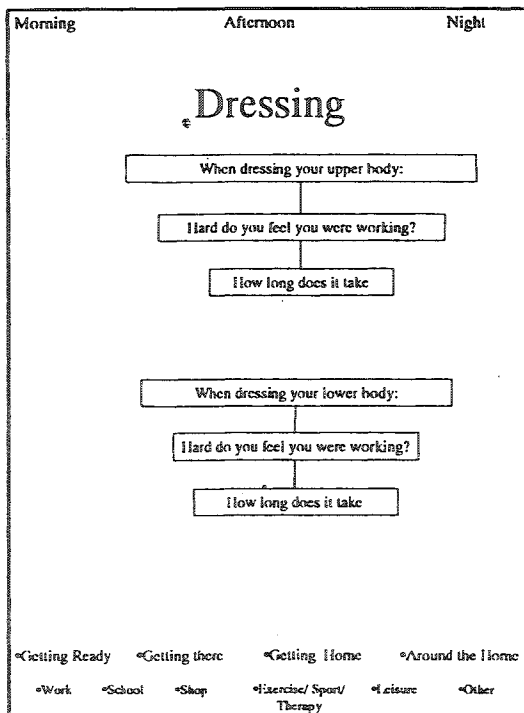 Morning Afternoon Night
Dressing
When dressing your upper body:
Hard do you feel you were working?
How long does it take
When dressing your lower body:
Hard do you feel you were working?
How long does it take
•Getting Ready •Getting there •Getting Home •Around the Home
•Work •School •Shop •Exercise/ Sport/ •Leisure •Other
Therapy